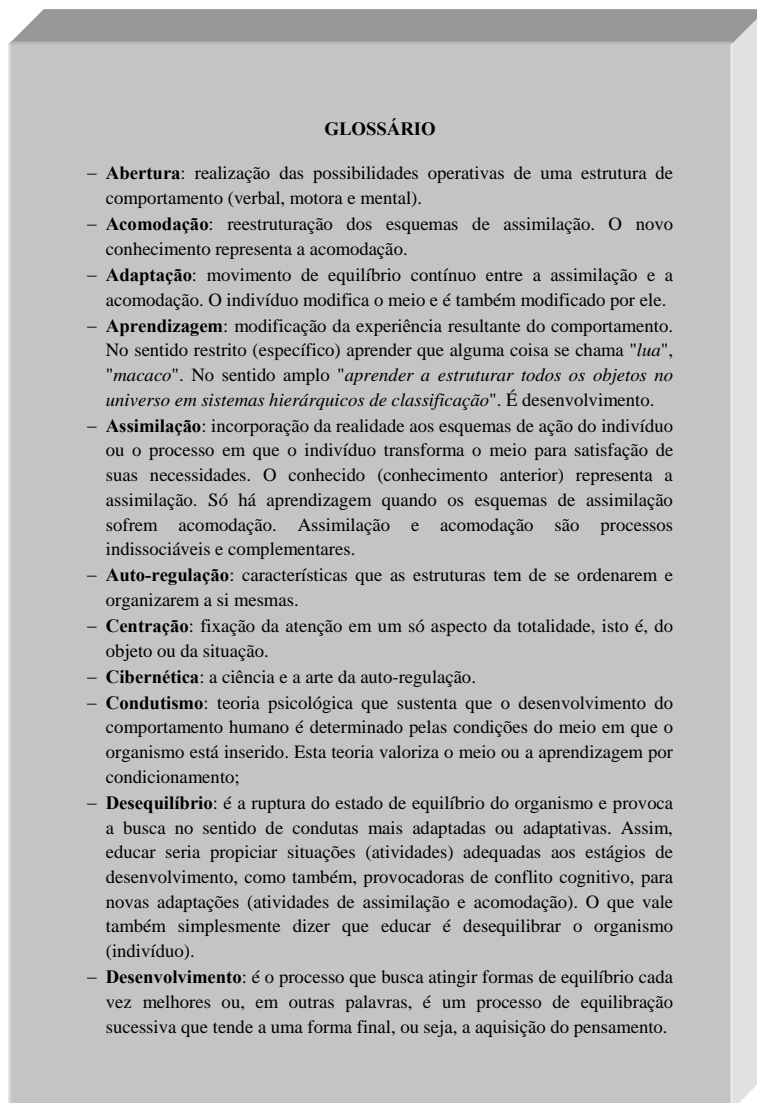 GLOSSÁRIO
– Abertura: realização das possibilidades operativas de uma estrutura de
comportamento (verbal, motora e mental).
– Acomodação: reestruturação dos esquemas de assimilação. O novo
conhecimento representa a acomodação.
– Adaptação: movimento de equilíbrio contínuo entre a assimilação e a
acomodação. O indivíduo modifica o meio e é também modificado por ele.
– Aprendizagem: modificação da experiência resultante do comportamento.
No sentido restrito (específico) aprender que alguma coisa se chama "lua",
"macaco". No sentido amplo "aprender a estruturar todos os objetos no
universo em sistemas hierárquicos de classificação". É desenvolvimento.
– Assimilação: incorporação da realidade aos esquemas de ação do indivíduo
ou o processo em que o indivíduo transforma o meio para satisfação de
suas necessidades. O conhecido (conhecimento anterior) representa a
assimilação. Só há aprendizagem quando os esquemas de assimilação
sofrem acomodação. Assimilação e acomodação são processos
indissociáveis e complementares.
– Auto-regulação: características que as estruturas tem de se ordenarem e
organizarem a si mesmas.
– Centração: fixação da atenção em um só aspecto da totalidade, isto é, do
objeto ou da situação.
– Cibernética: a ciência e a arte da auto-regulação.
– Condutismo: teoria psicológica que sustenta que o desenvolvimento do
comportamento humano é determinado pelas condições do meio em que o
organismo está inserido. Esta teoria valoriza o meio ou a aprendizagem por
condicionamento;
– Desequilíbrio: é a ruptura do estado de equilíbrio do organismo e provoca
a busca no sentido de condutas mais adaptadas ou adaptativas. Assim,
educar seria propiciar situações (atividades) adequadas aos estágios de
desenvolvimento, como também, provocadoras de conflito cognitivo, para
novas adaptações (atividades de assimilação e acomodação). O que vale
também simplesmente dizer que educar é desequilibrar o organismo
(indivíduo).
– Desenvolvimento: é o processo que busca atingir formas de equilíbrio cada
vez melhores ou, em outras palavras, é um processo de equilibração
sucessiva que tende a uma forma final, ou seja, a aquisição do pensamento.